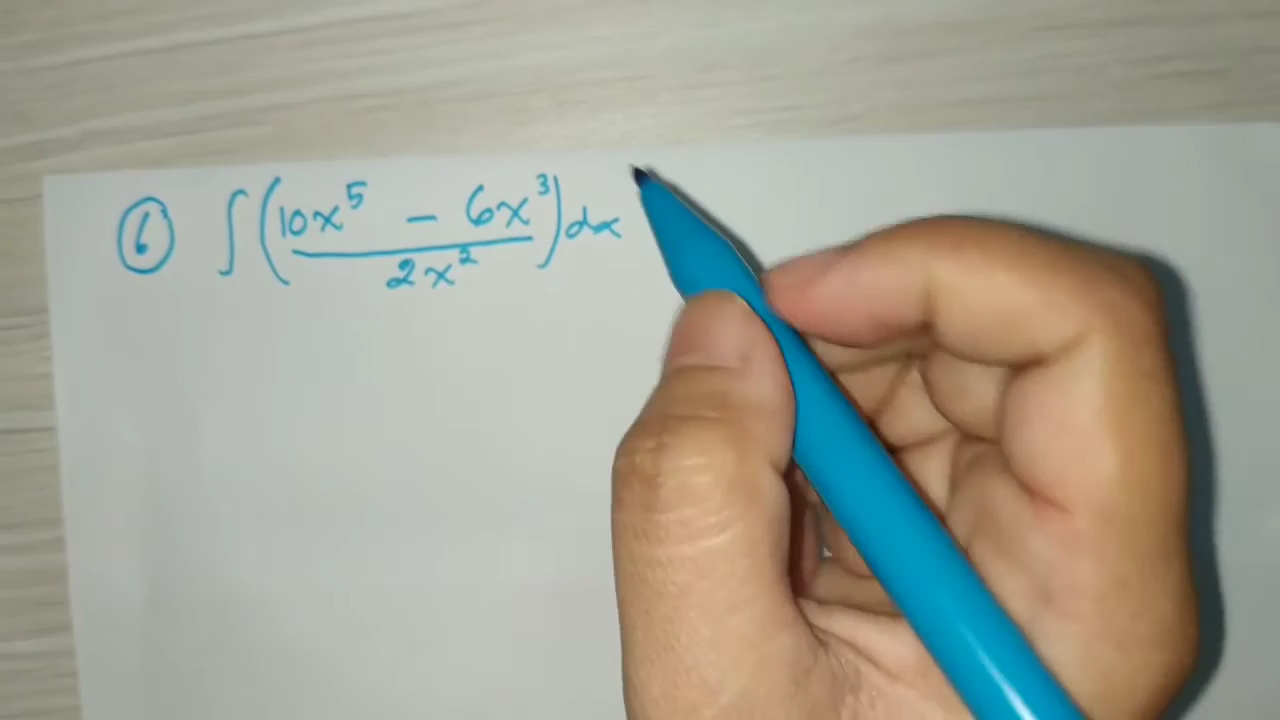 ⑥ ∫(10x⁵ - 6x³)dx
2x²